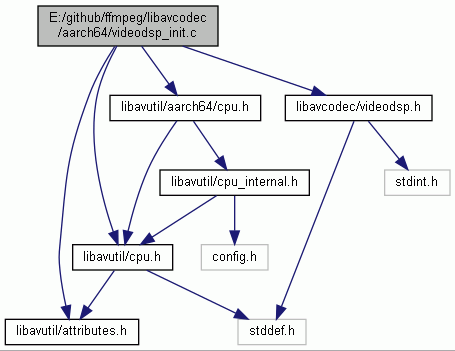 E:/github/ffmpeg/libavcodec
/aarch64/videodsp_init.c
libavutil/aarch64/cpu.h
libavcodec/videodsp.h
libavutil/cpu_internal.h
stdint.h
libavutil/cpu.h
config.h
libavutil/attributes.h
stddef.h